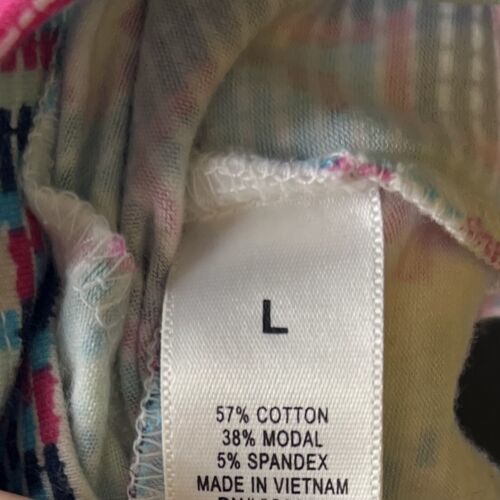 L
57% COTTON
38% MODAL
5% SPANDEX
MADE IN VIETNAM